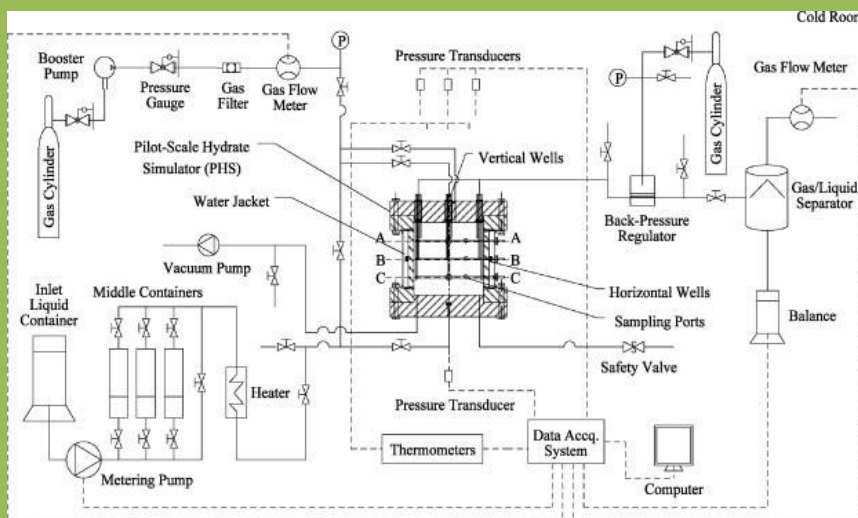 Cold Room
Booster
Pump
Pressure
Gauge
Gas
Filter
Gas Flow
Meter
P
Pressure Transducers
P
Gas Flow Meter
Gas Cylinder
Gas Cylinder
Pilot-Scale Hydrate
Simulator (PHS)
Vertical Wells
Water Jacket
Back-Pressure
Regulator
Gas/Liquid
Separator
A
A
B
B
C
C
Vacuum Pump
Horizontal Wells
Sampling Ports
Inlet
Liquid
Container
Middle Containers
Balance
Heater
Safety Valve
Pressure Transducer
Metering Pump
Thermometers
Data Accq.
System
Computer